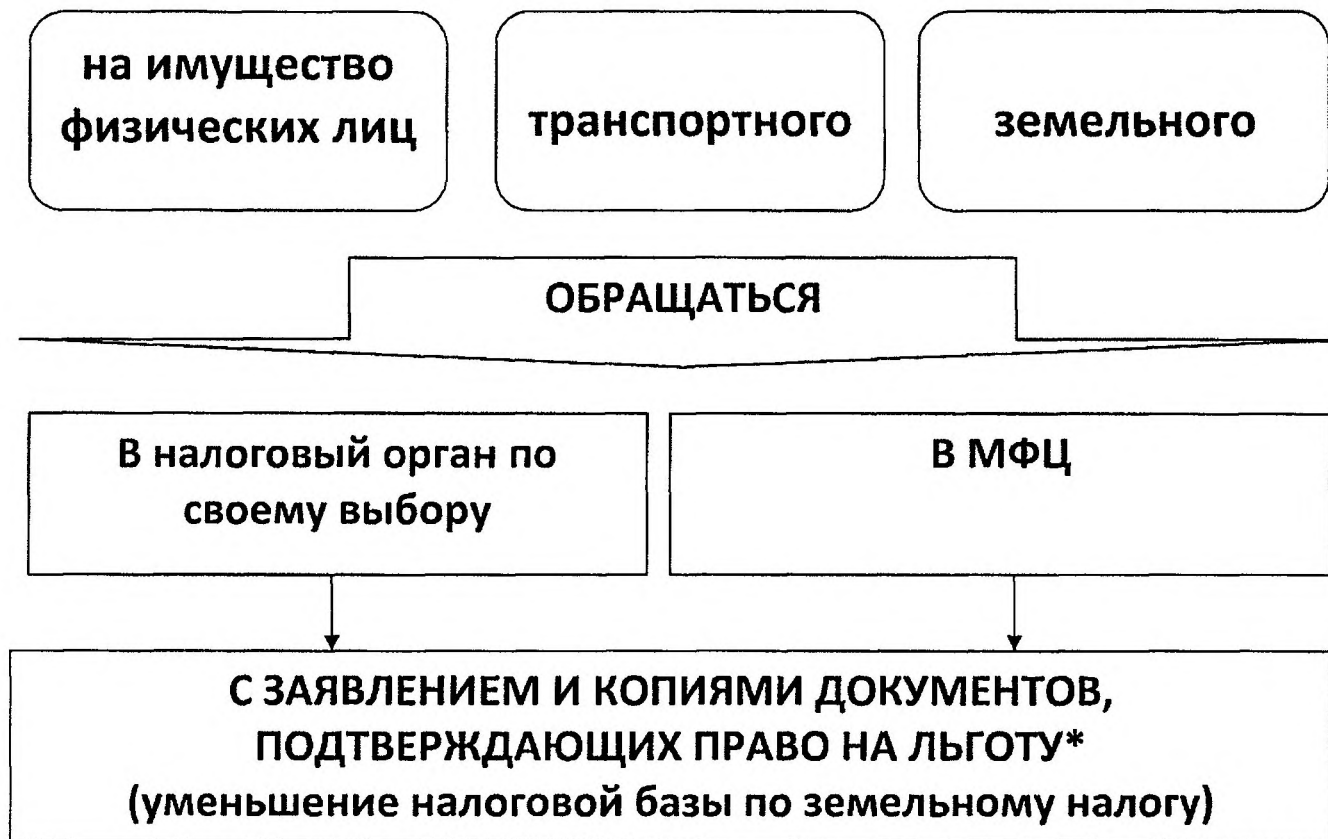 на имущество
физических лиц
транспортного
земельного
ОБРАЩАТЬСЯ
В налоговый орган по
своему выбору
В МФЦ
С ЗАЯВЛЕНИЕМ И КОПИЯМИ ДОКУМЕНТОВ,
ПОДТВЕРЖДАЮЩИХ ПРАВО НА ЛЬГОТУ*
(уменьшение налоговой базы по земельному налогу)